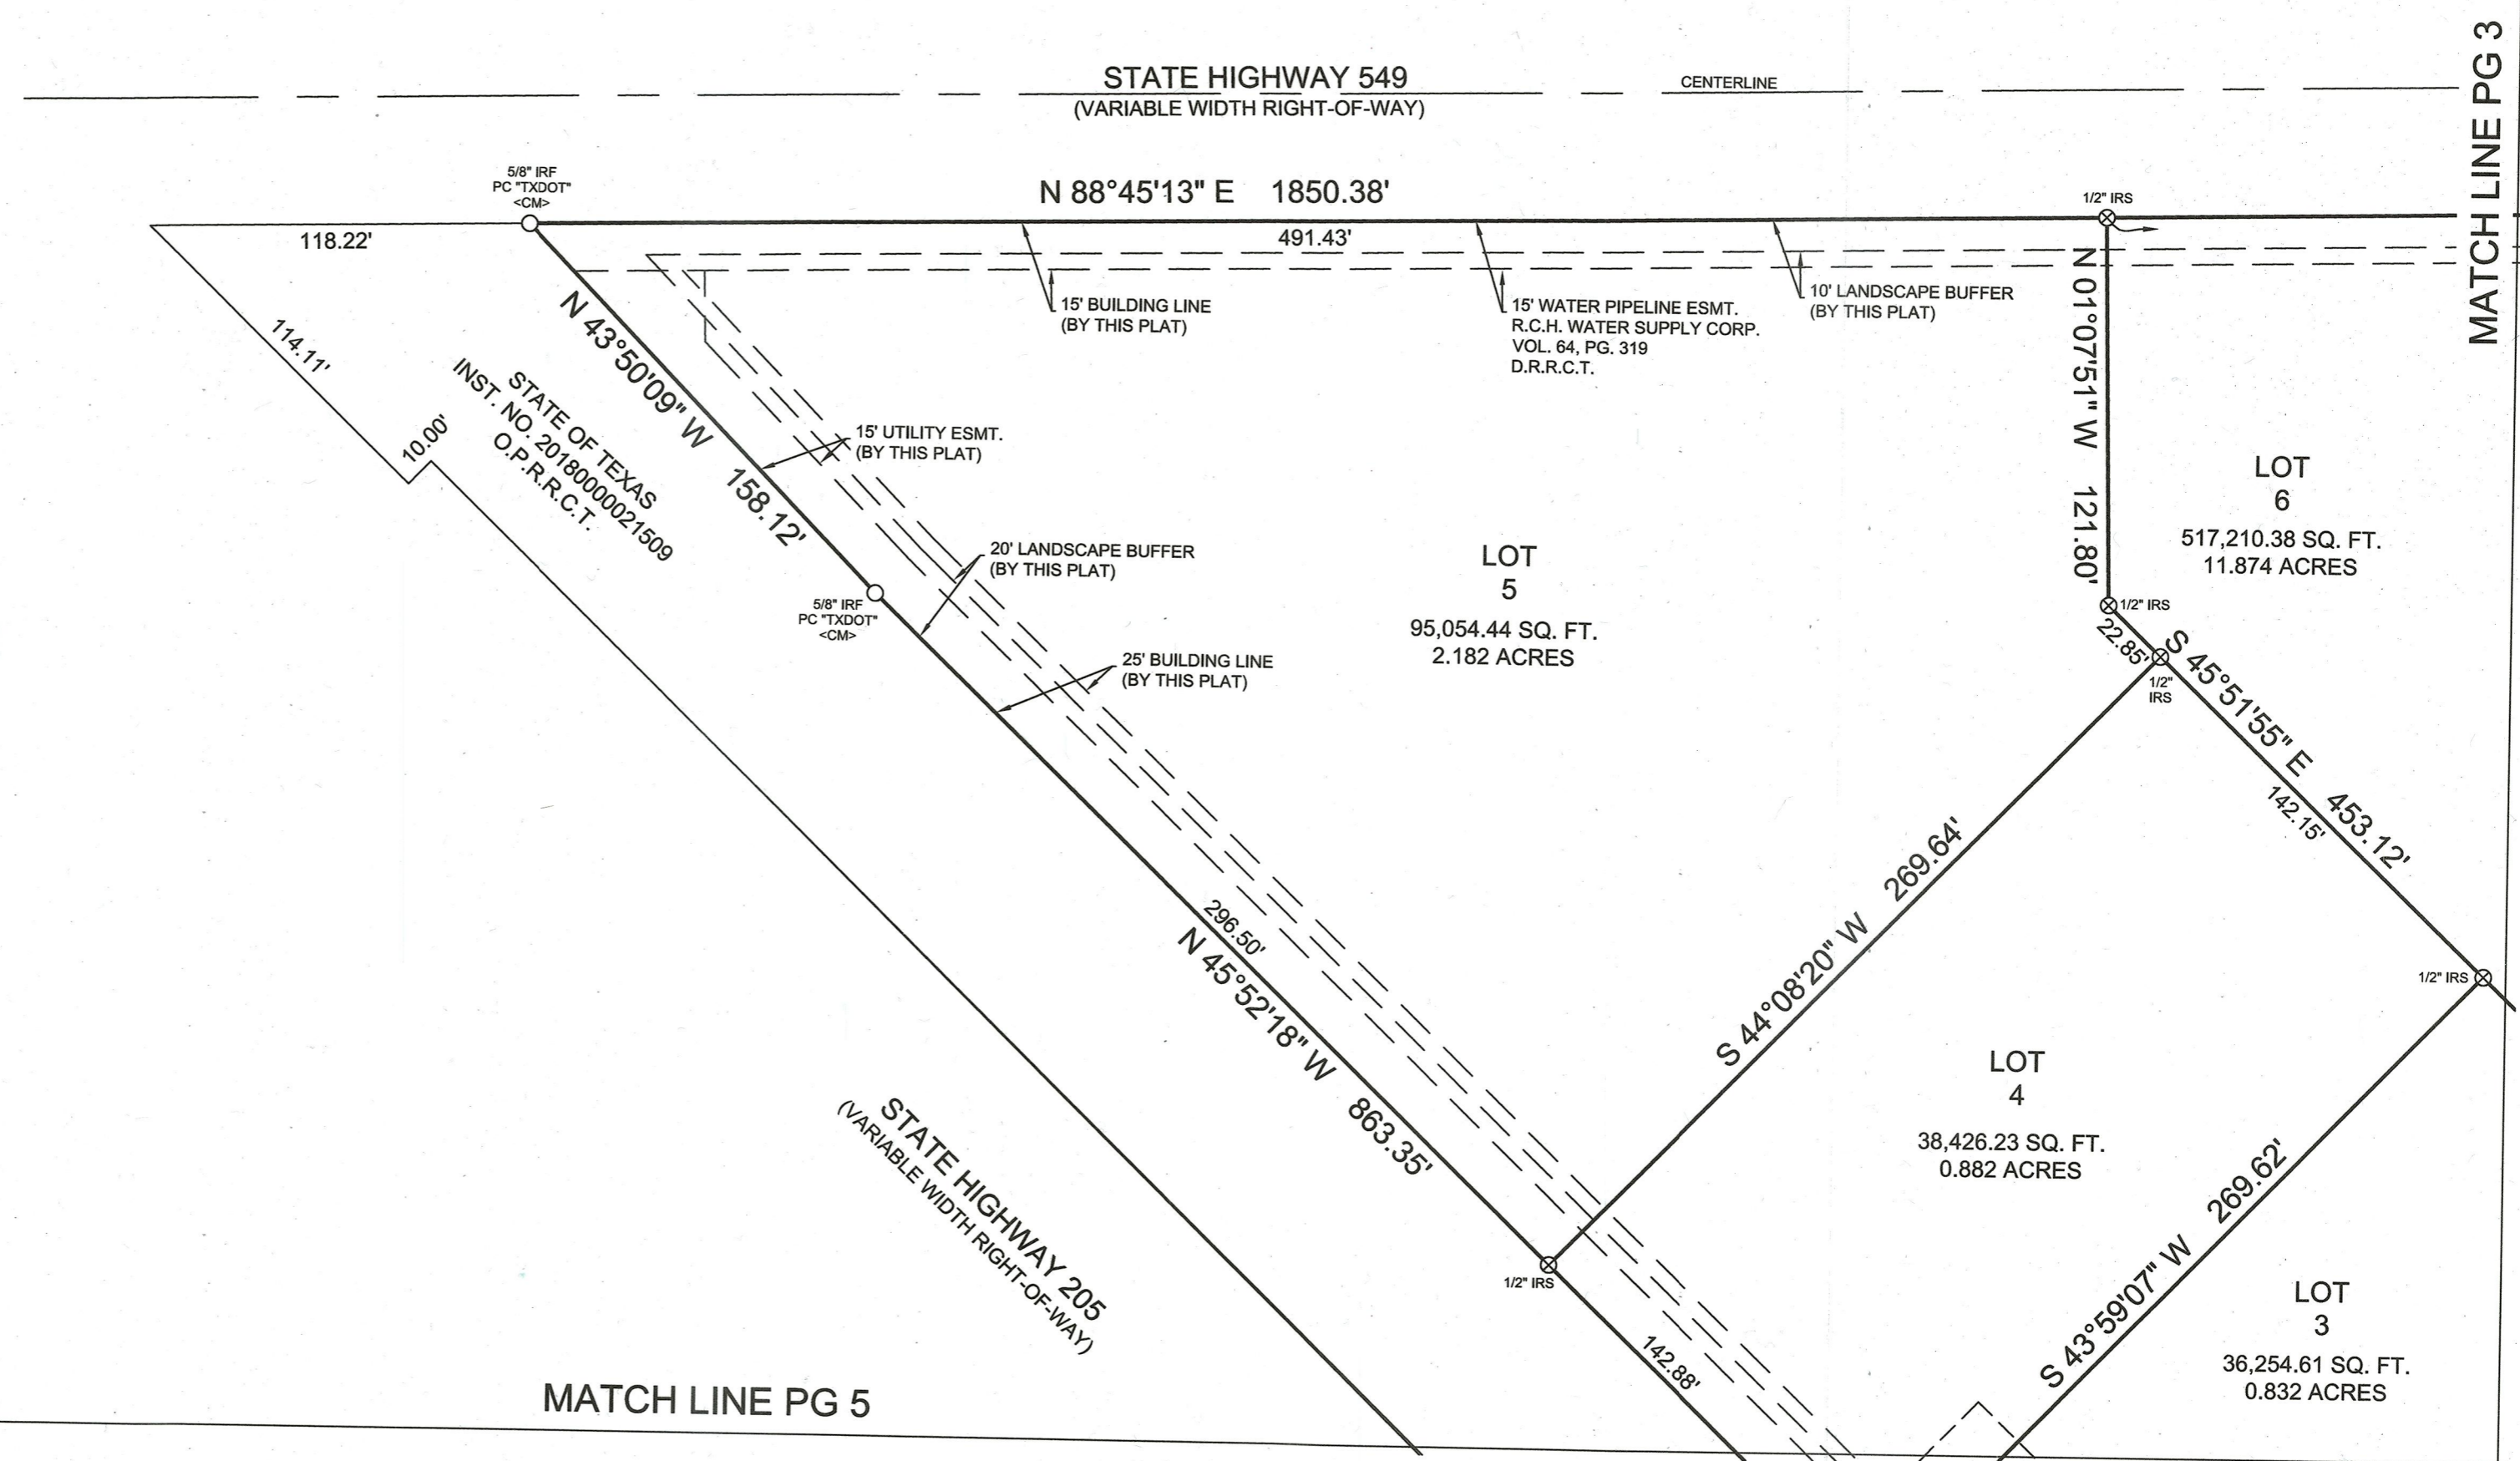 STATE HIGHWAY 549
(VARIABLE WIDTH RIGHT-OF-WAY)
CENTERLINE
MATCH LINE PG 3
5/8" IRF
PC "TXDOT"
<CM>
N 88°45'13" E 1850.38'
1/2" IRS
118.22'
491.43'
15' BUILDING LINE
(BY THIS PLAT)
15' WATER PIPELINE ESMT.
R.C.H. WATER SUPPLY CORP.
VOL. 64, PG. 319
D.R.R.C.T.
10' LANDSCAPE BUFFER
(BY THIS PLAT)
N 01°07'51" W 121.80'
114.11'
10.00'
STATE OF TEXAS
INST. NO. 20180000021509
O.P.R.R.C.T.
N 43°50'09" W 158.12'
15' UTILITY ESMT.
(BY THIS PLAT)
LOT
6
517,210.38 SQ. FT.
11.874 ACRES
20' LANDSCAPE BUFFER
(BY THIS PLAT)
LOT
5
95,054.44 SQ. FT.
2.182 ACRES
5/8" IRF
PC "TXDOT"
<CM>
1/2" IRS
22.85'
1/2"
IRS
S 45°51'55" E 453.12'
142.15'
25' BUILDING LINE
(BY THIS PLAT)
296.50'
N 45°52'18" W 863.35'
S 44°08'20" W 269.64'
1/2" IRS
LOT
4
38,426.23 SQ. FT.
0.882 ACRES
STATE HIGHWAY 205
(VARIABLE WIDTH RIGHT-OF-WAY)
1/2" IRS
142.88'
S 43°59'07" W 269.62'
LOT
3
36,254.61 SQ. FT.
0.832 ACRES
MATCH LINE PG 5